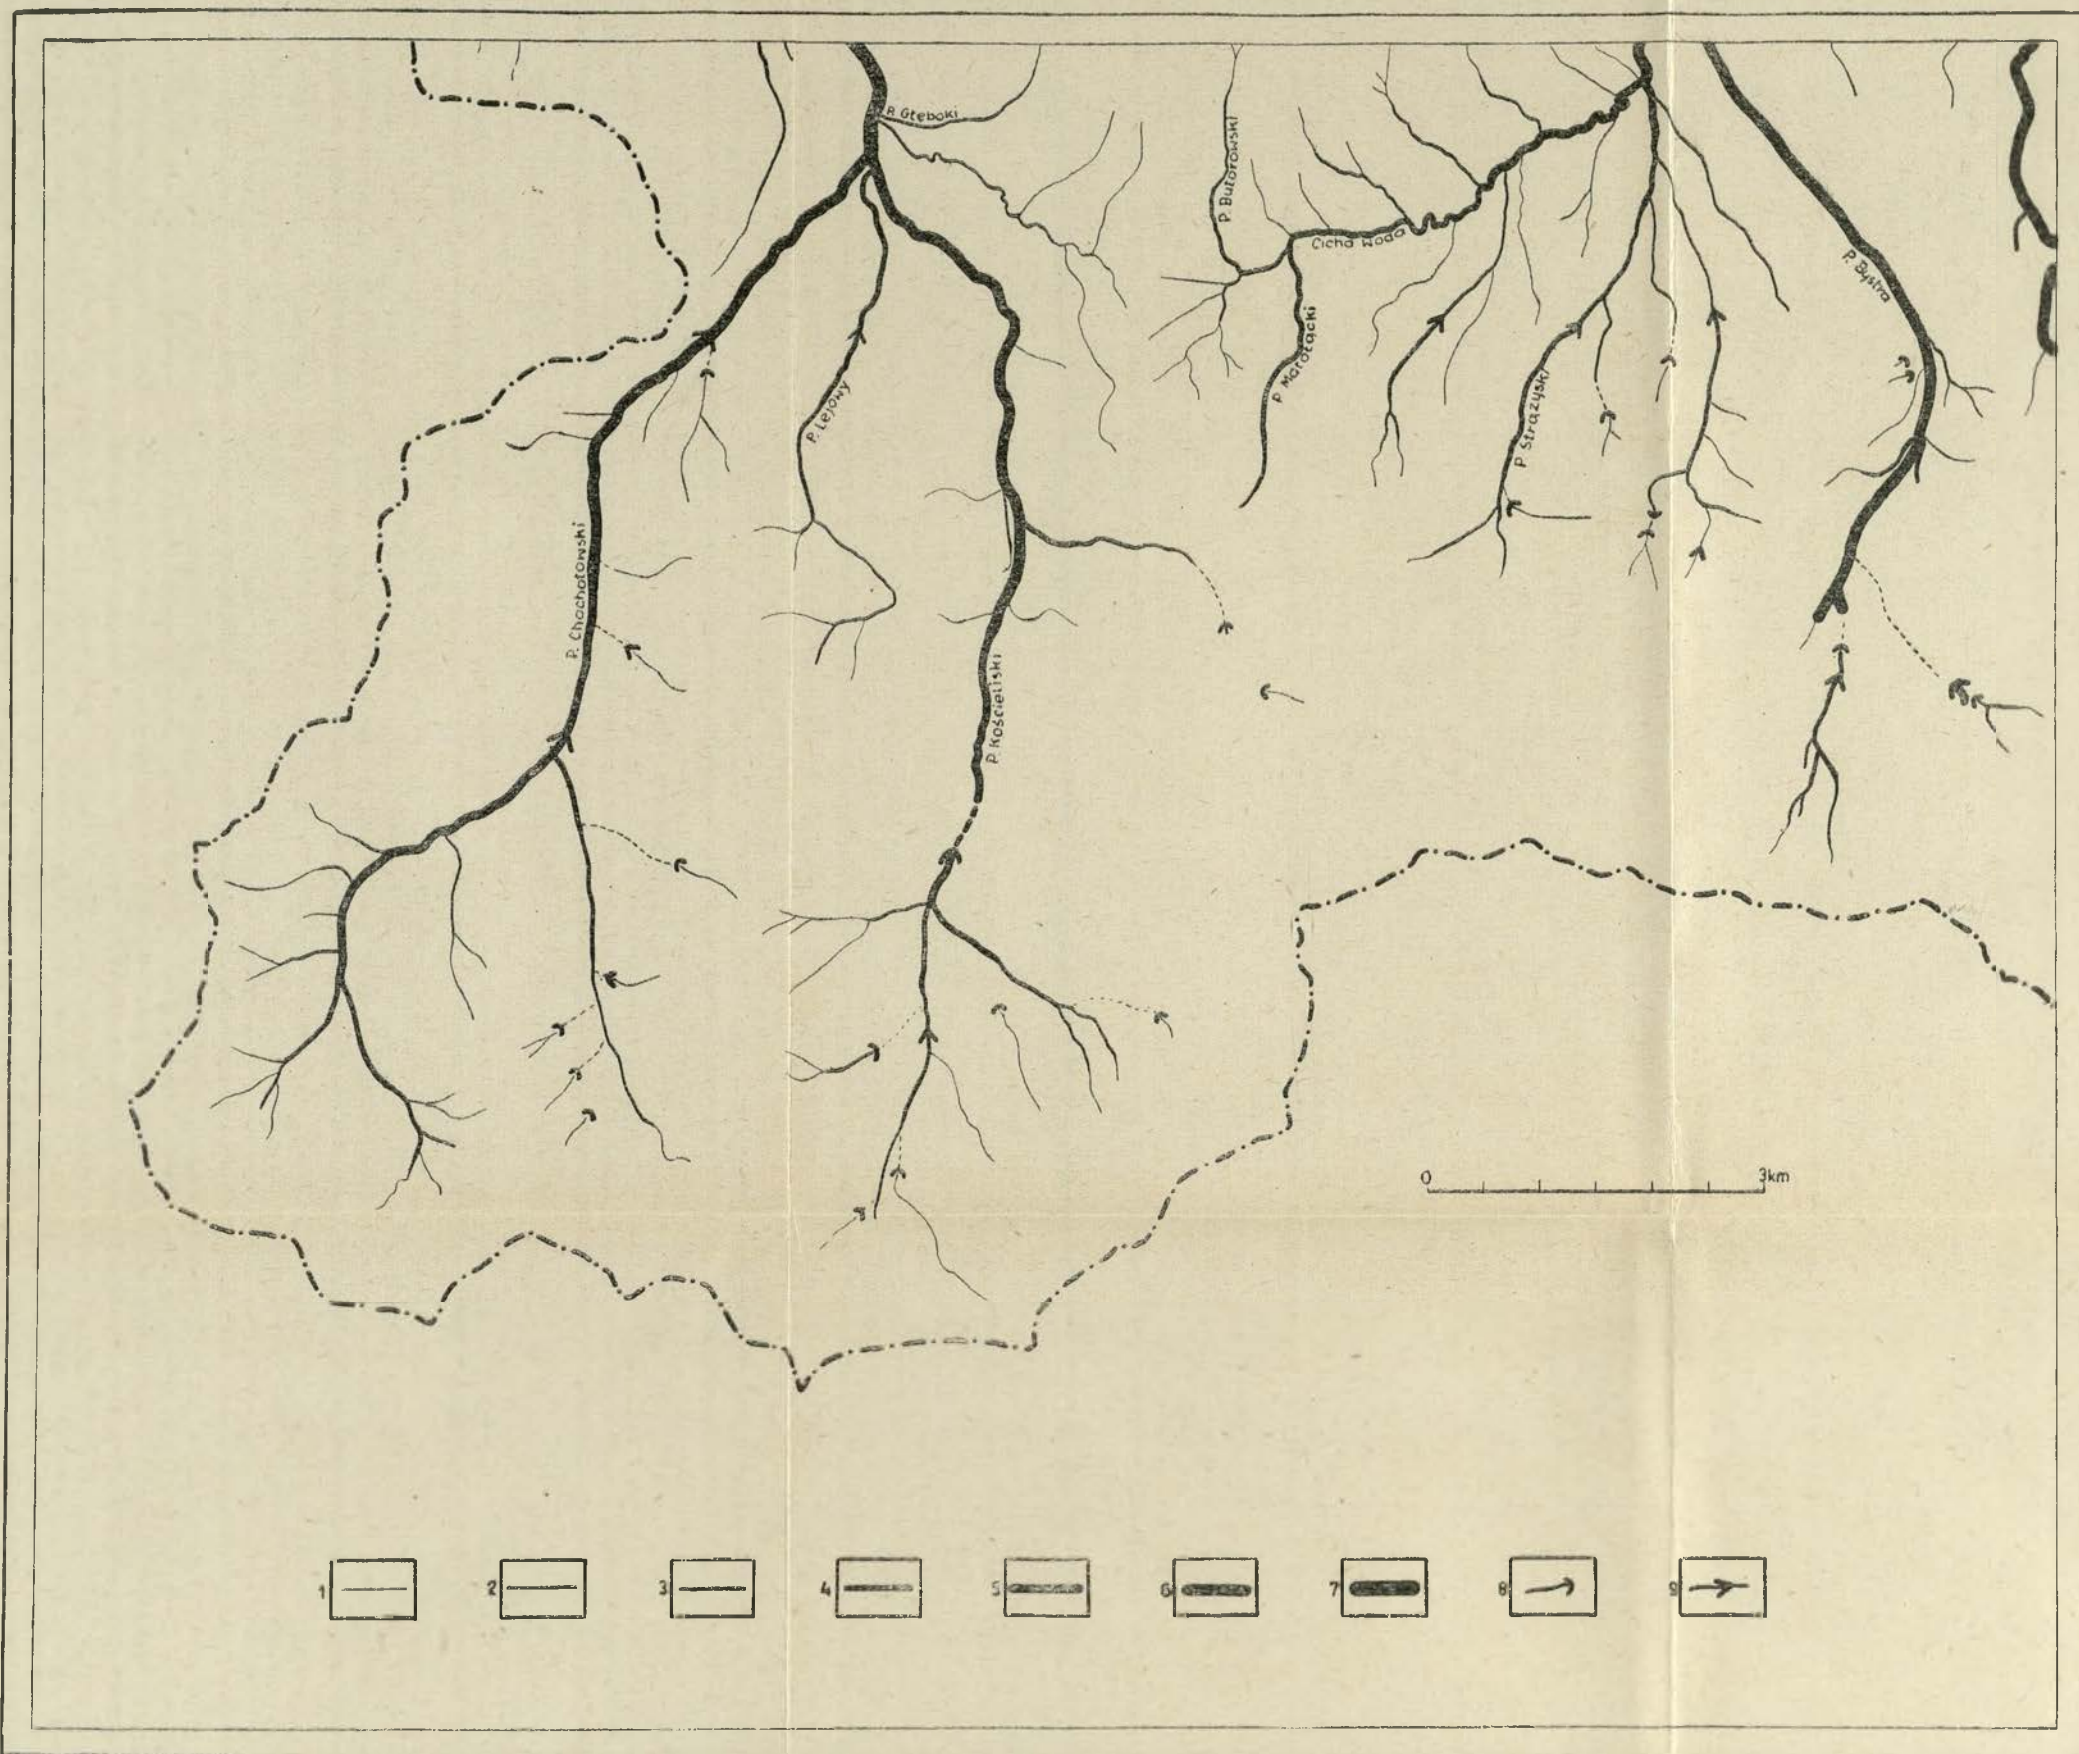 P. Głęboki
P. Butorowski
Cicha Woda
P. Bystra
P. Małołącki
P. Lejowy
P. Strążyski
P. Chochołowski
P. Kościeliski
0 3km
1 2 3 4 5 6 7 8 9